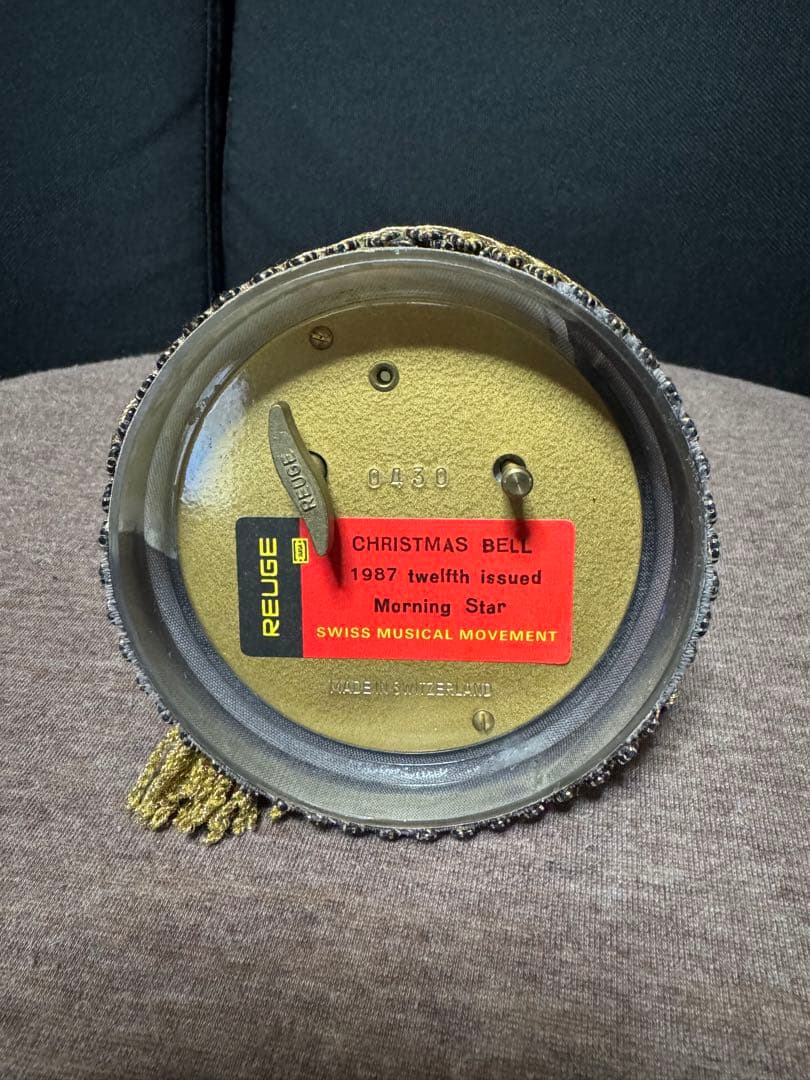 REUGE
0430
REUGE
CHRISTMAS BELL
1987 twelfth issued
Morning Star
SWISS MUSICAL MOVEMENT
MADE IN SWITZERLAND